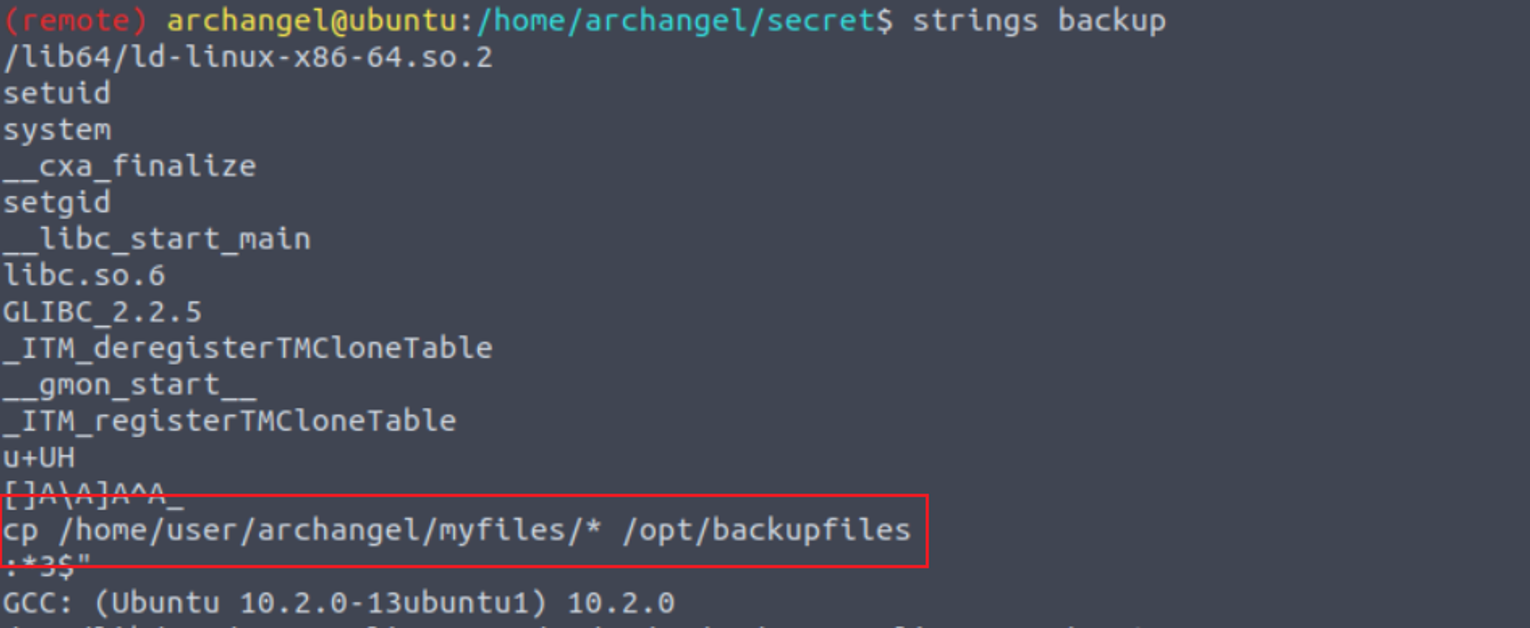 (remote) archangel@ubuntu:/home/archangel/secret$ strings backup
/lib64/ld-linux-x86-64.so.2
setuid
system
__cxa_finalize
setgid
__libc_start_main
libc.so.6
GLIBC_2.2.5
_ITM_deregisterTMCloneTable
__gmon_start__
_ITM_registerTMCloneTable
u+UH
[]A\A]A^A_
cp /home/user/archangel/myfiles/* /opt/backupfiles
:*3$"
GCC: (Ubuntu 10.2.0-13ubuntu1) 10.2.0